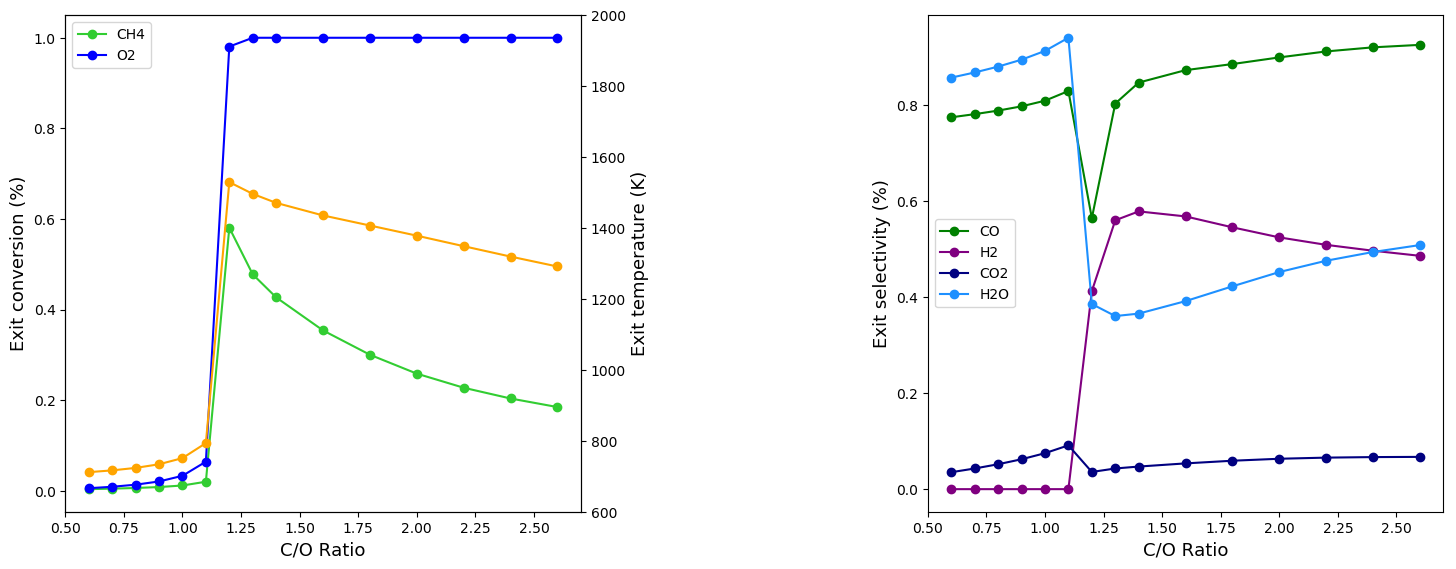 CH4
O2
1.0
0.8
0.6
0.4
0.2
0.0
Exit conversion (%)
0.50 0.75 1.00 1.25 1.50 1.75 2.00 2.25 2.50
C/O Ratio
2000
1800
1600
1400
1200
1000
800
600
Exit temperature (K)
0.8
0.6
0.4
0.2
0.0
Exit selectivity (%)
CO
H2
CO2
H2O
0.50 0.75 1.00 1.25 1.50 1.75 2.00 2.25 2.50
C/O Ratio